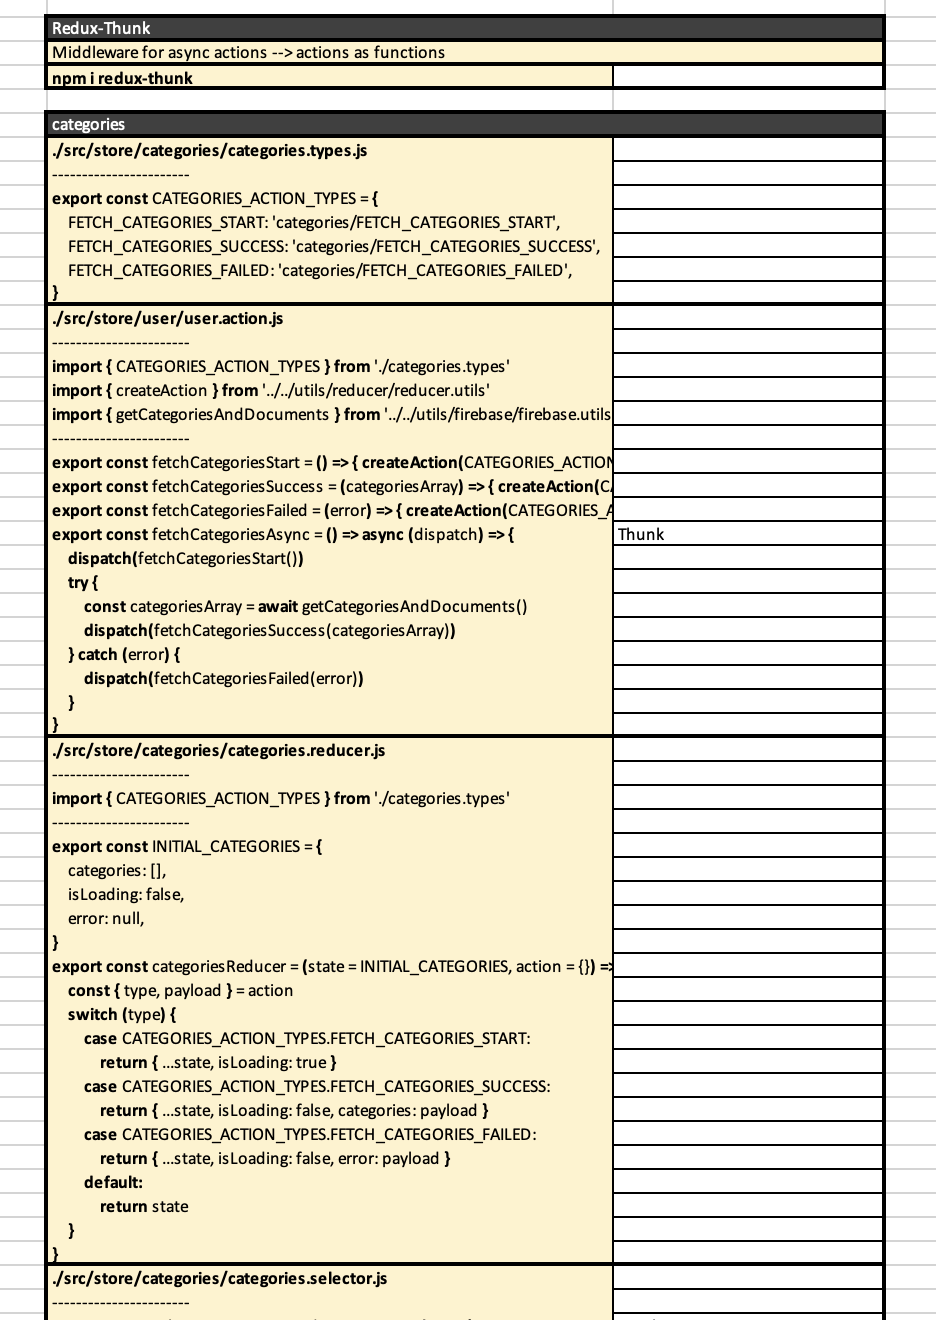 Redux-Thunk
Middleware for async actions --> actions as functions
npm i redux-thunk
categories
./src/store/categories/categories.types.js
-----------------------
export const CATEGORIES_ACTION_TYPES = {
FETCH_CATEGORIES_START: 'categories/FETCH_CATEGORIES_START',
FETCH_CATEGORIES_SUCCESS: 'categories/FETCH_CATEGORIES_SUCCESS',
FETCH_CATEGORIES_FAILED: 'categories/FETCH_CATEGORIES_FAILED',
}
./src/store/user/user.action.js
-----------------------
import { CATEGORIES_ACTION_TYPES } from './categories.types'
import { createAction } from '../../utils/reducer/reducer.utils'
import { getCategoriesAndDocuments } from '../../utils/firebase/firebase.utils
-----------------------
export const fetchCategoriesStart = () => { createAction(CATEGORIES_ACTION
export const fetchCategoriesSuccess = (categoriesArray) => { createAction(C
export const fetchCategoriesFailed = (error) => { createAction(CATEGORIES_A
export const fetchCategoriesAsync = () => async (dispatch) => { Thunk
dispatch(fetchCategoriesStart())
try {
const categoriesArray = await getCategoriesAndDocuments()
dispatch(fetchCategoriesSuccess(categoriesArray))
} catch (error) {
dispatch(fetchCategoriesFailed(error))
}
}
./src/store/categories/categories.reducer.js
-----------------------
import { CATEGORIES_ACTION_TYPES } from './categories.types'
-----------------------
export const INITIAL_CATEGORIES = {
categories: [],
isLoading: false,
error: null,
}
export const categoriesReducer = (state = INITIAL_CATEGORIES, action = {}) =>
const { type, payload } = action
switch (type) {
case CATEGORIES_ACTION_TYPES.FETCH_CATEGORIES_START:
return { ...state, isLoading: true }
case CATEGORIES_ACTION_TYPES.FETCH_CATEGORIES_SUCCESS:
return { ...state, isLoading: false, categories: payload }
case CATEGORIES_ACTION_TYPES.FETCH_CATEGORIES_FAILED:
return { ...state, isLoading: false, error: payload }
default:
return state
}
}
./src/store/categories/categories.selector.js
-----------------------